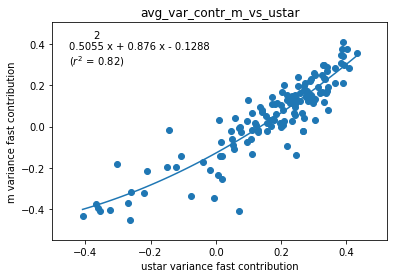 avg_var_contr_m_vs_ustar
2
0.5055 x + 0.876 x - 0.1288
(r² = 0.82)
m variance fast contribution
0.4
0.2
0.0
−0.2
−0.4
−0.4 −0.2 0.0 0.2 0.4
ustar variance fast contribution